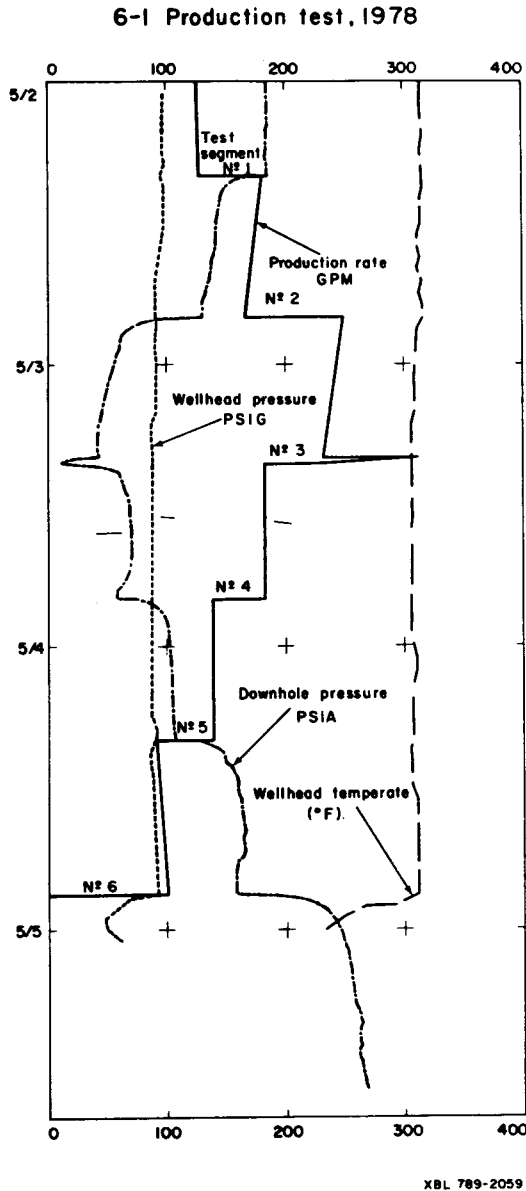 6-1 Production test, 1978
0 100 200 300 400
5/2
Test
segment
Nº 1
Production rate
GPM
Nº 2
5/3
Wellhead pressure
PSIG
Nº 3
Nº 4
5/4
Downhole pressure
PSIA
Nº 5
Wellhead temperate
(°F).
Nº 6
5/5
0 100 200 300 400
XBL 789-2059